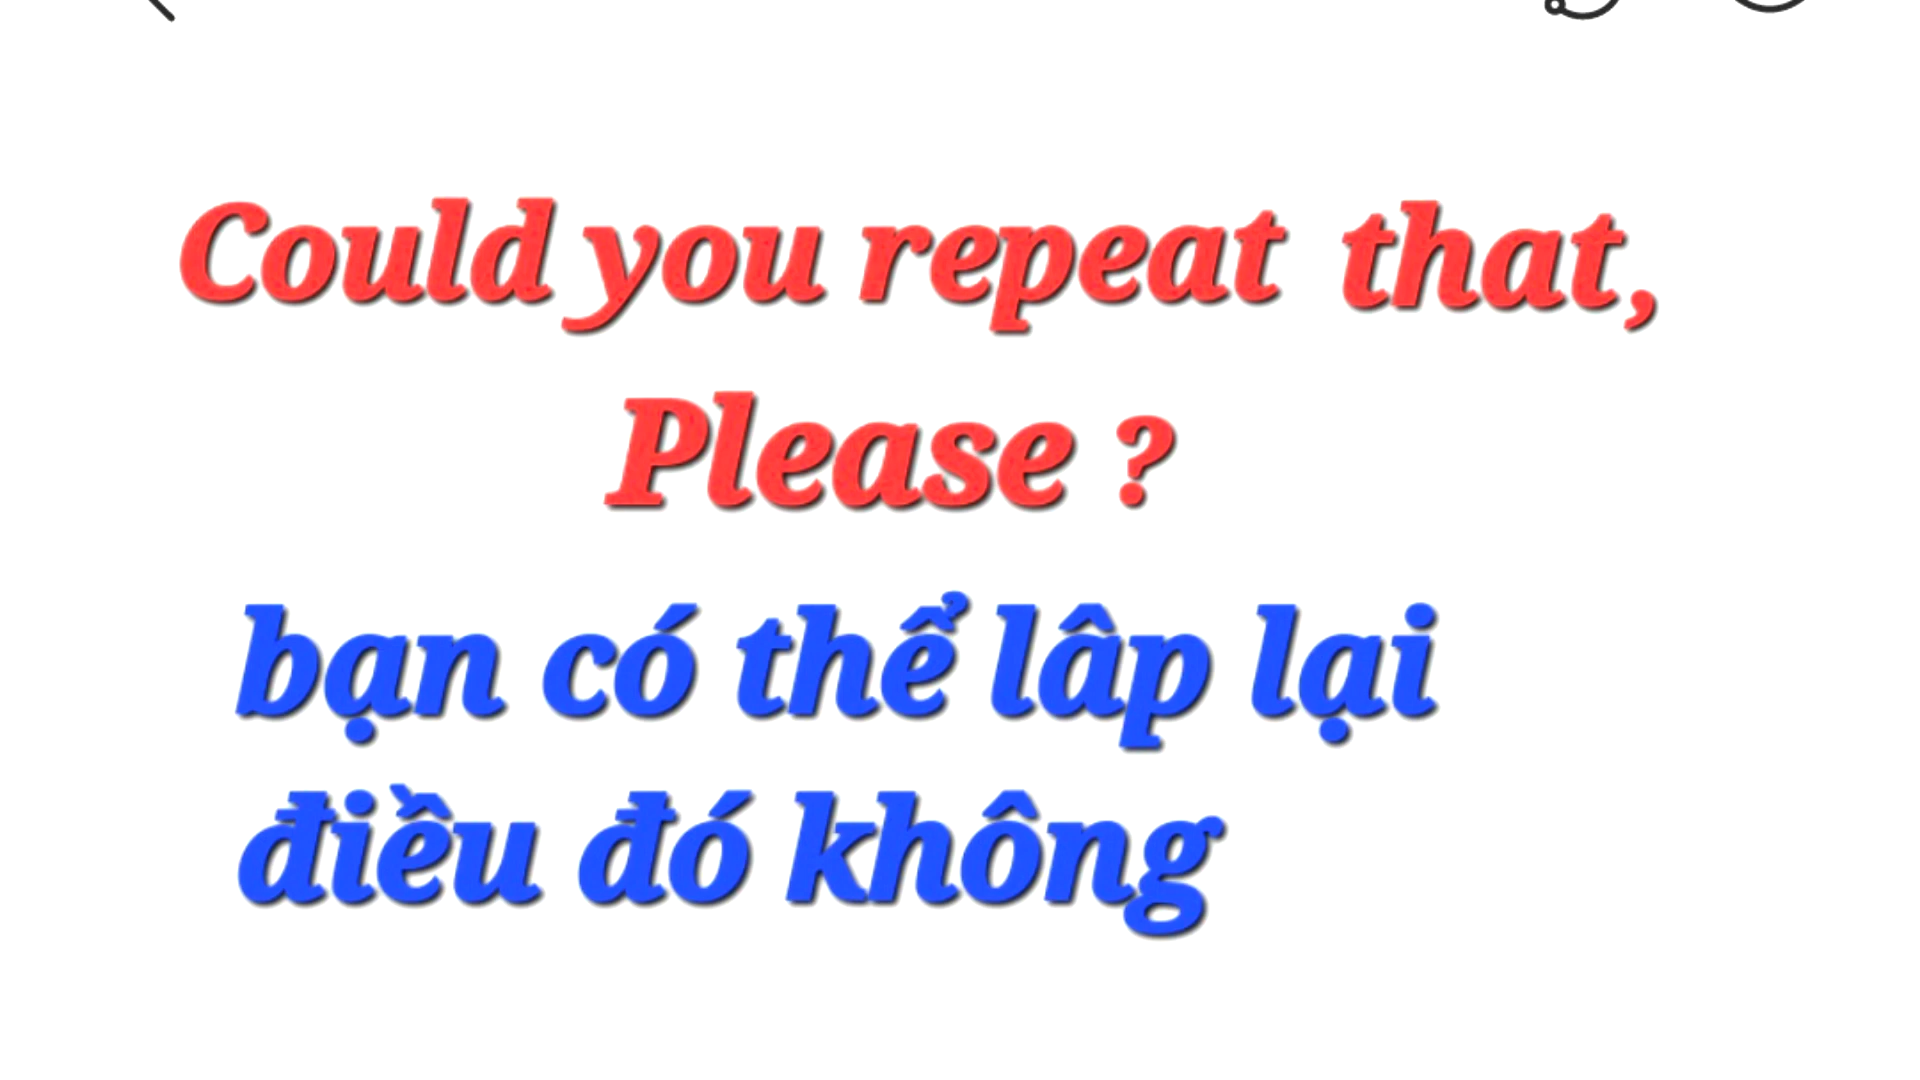 Could you repeat that,
Please ?
bạn có thể lâp lại
điều đó không